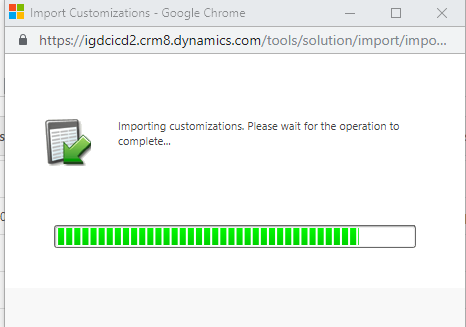 Import Customizations - Google Chrome
https://igdcicd2.crm8.dynamics.com/tools/solution/import/impo...
Importing customizations. Please wait for the operation to
complete...